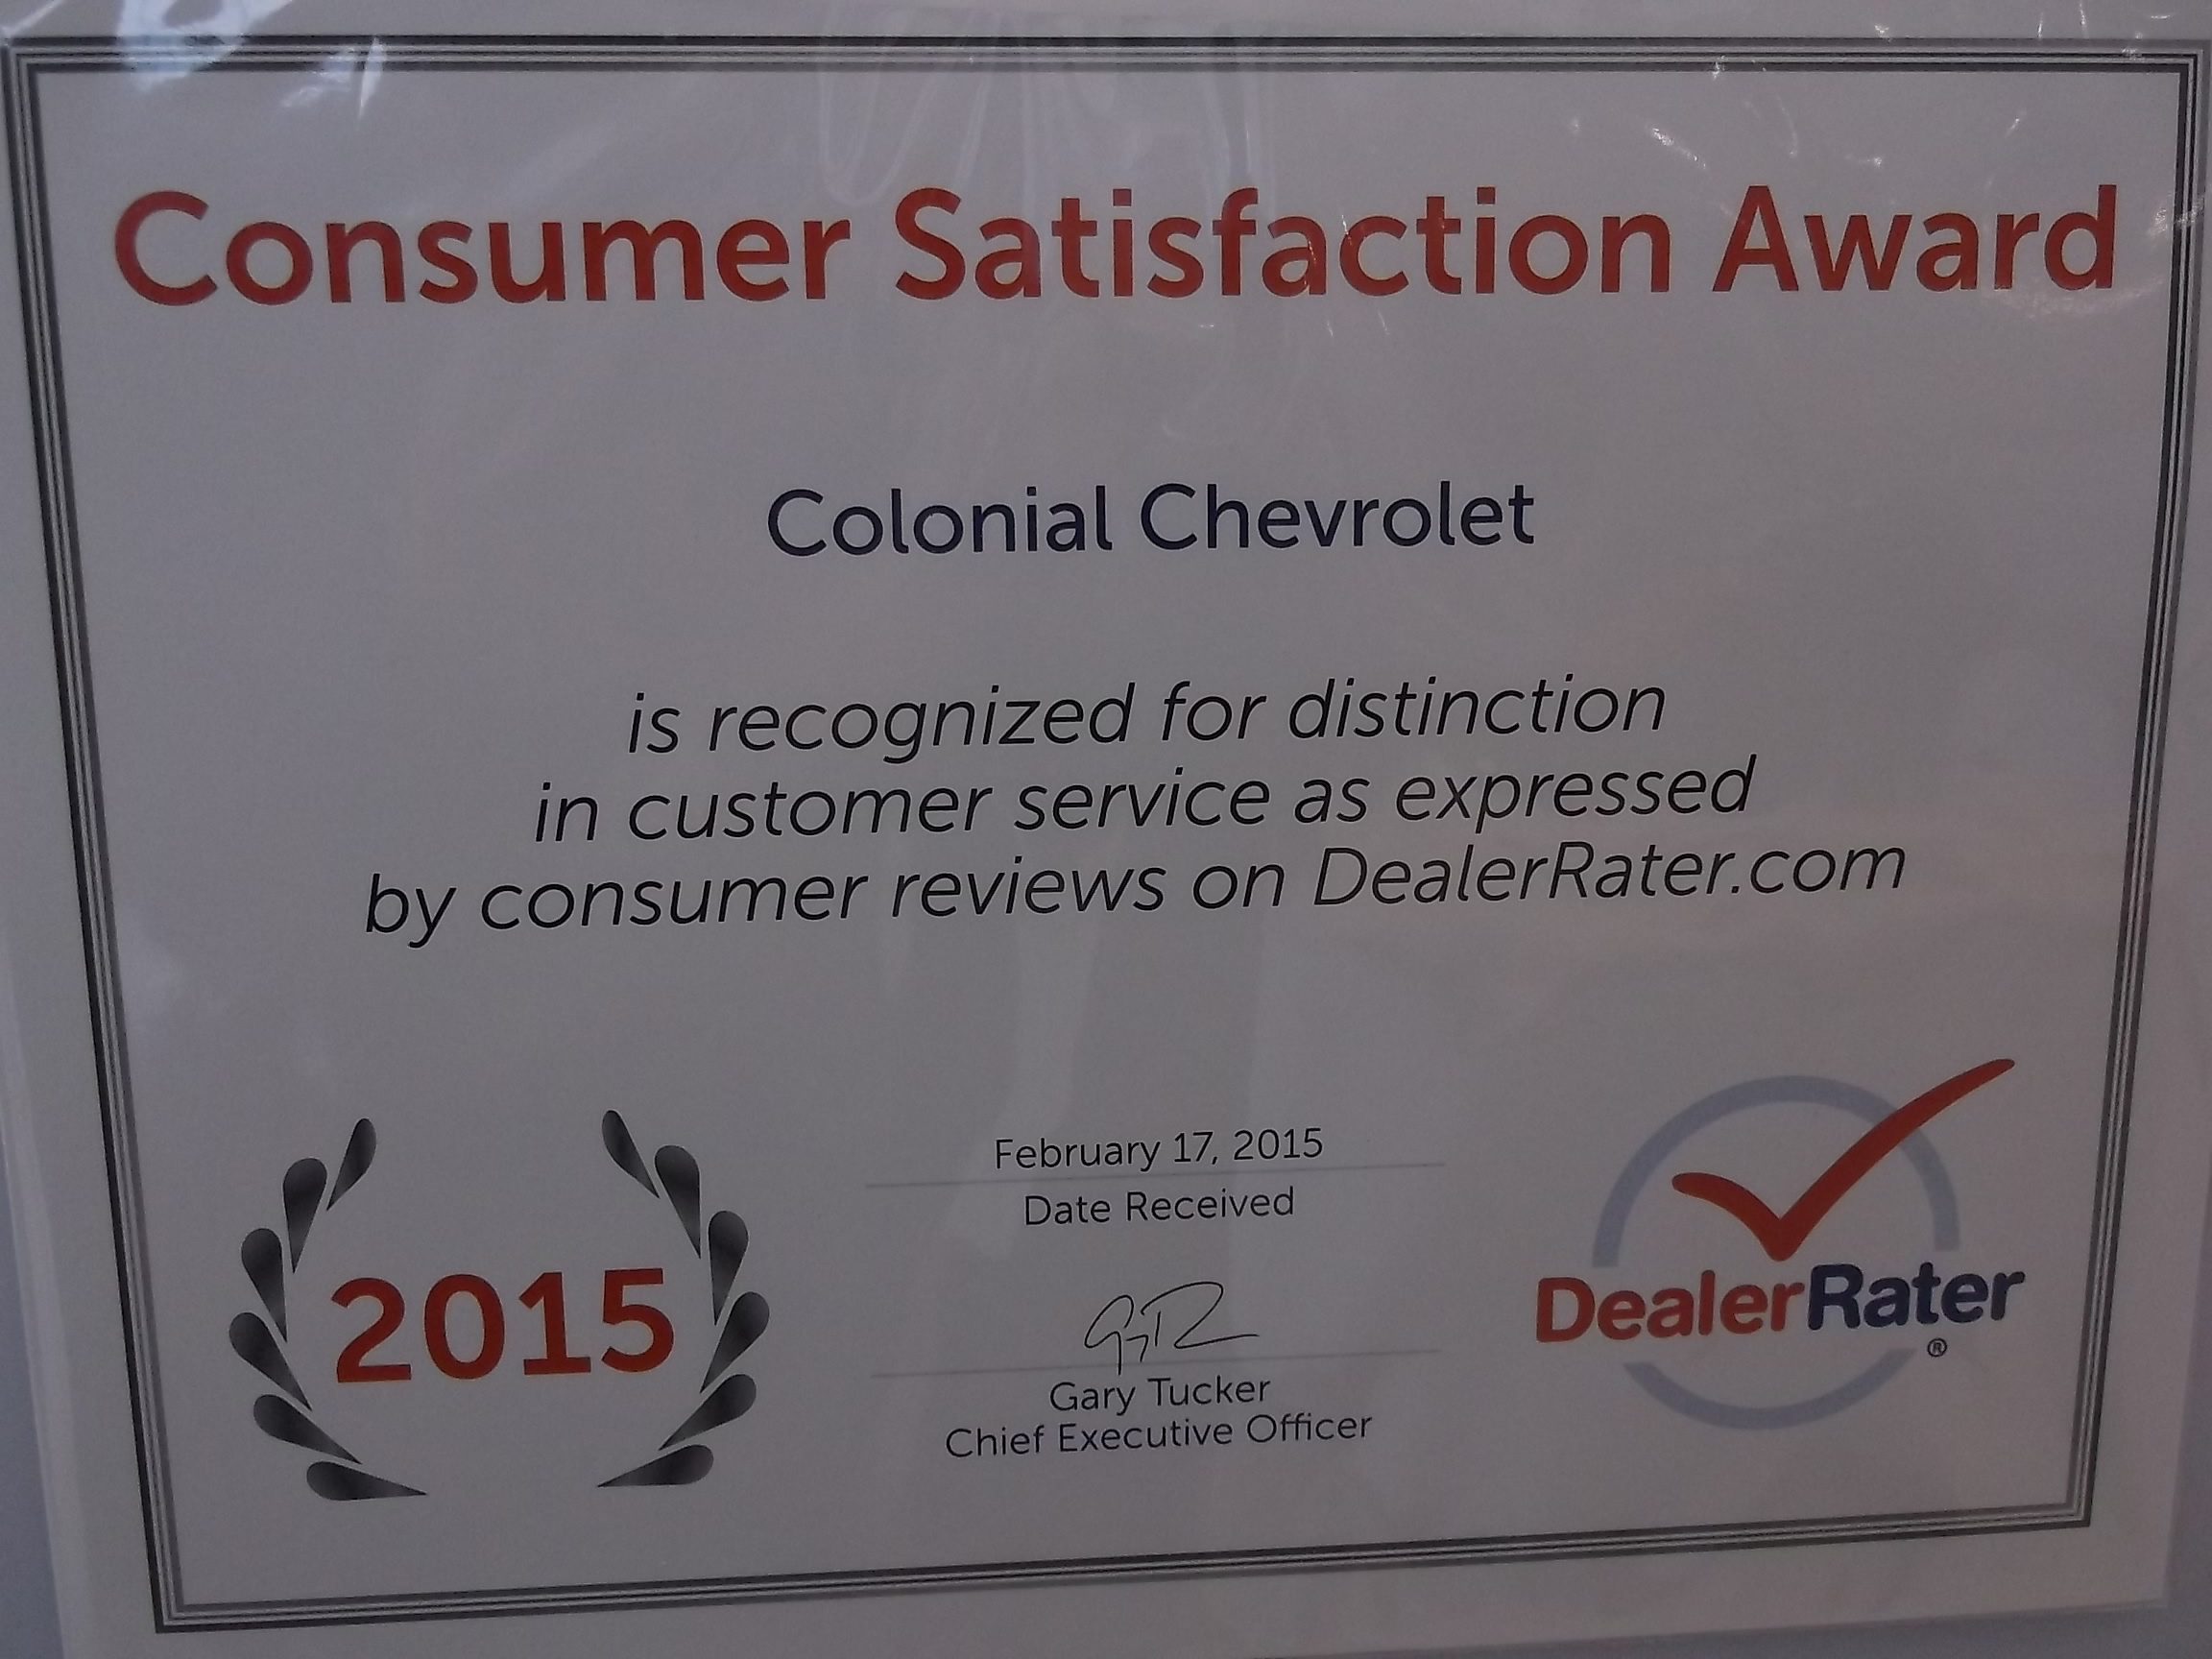 Consumer Satisfaction Award
Colonial Chevrolet
is recognized for distinction
in customer service as expressed
by consumer reviews on DealerRater.com
2015
February 17, 2015
Date Received
Gary Tucker
Chief Executive Officer
DealerRater
®